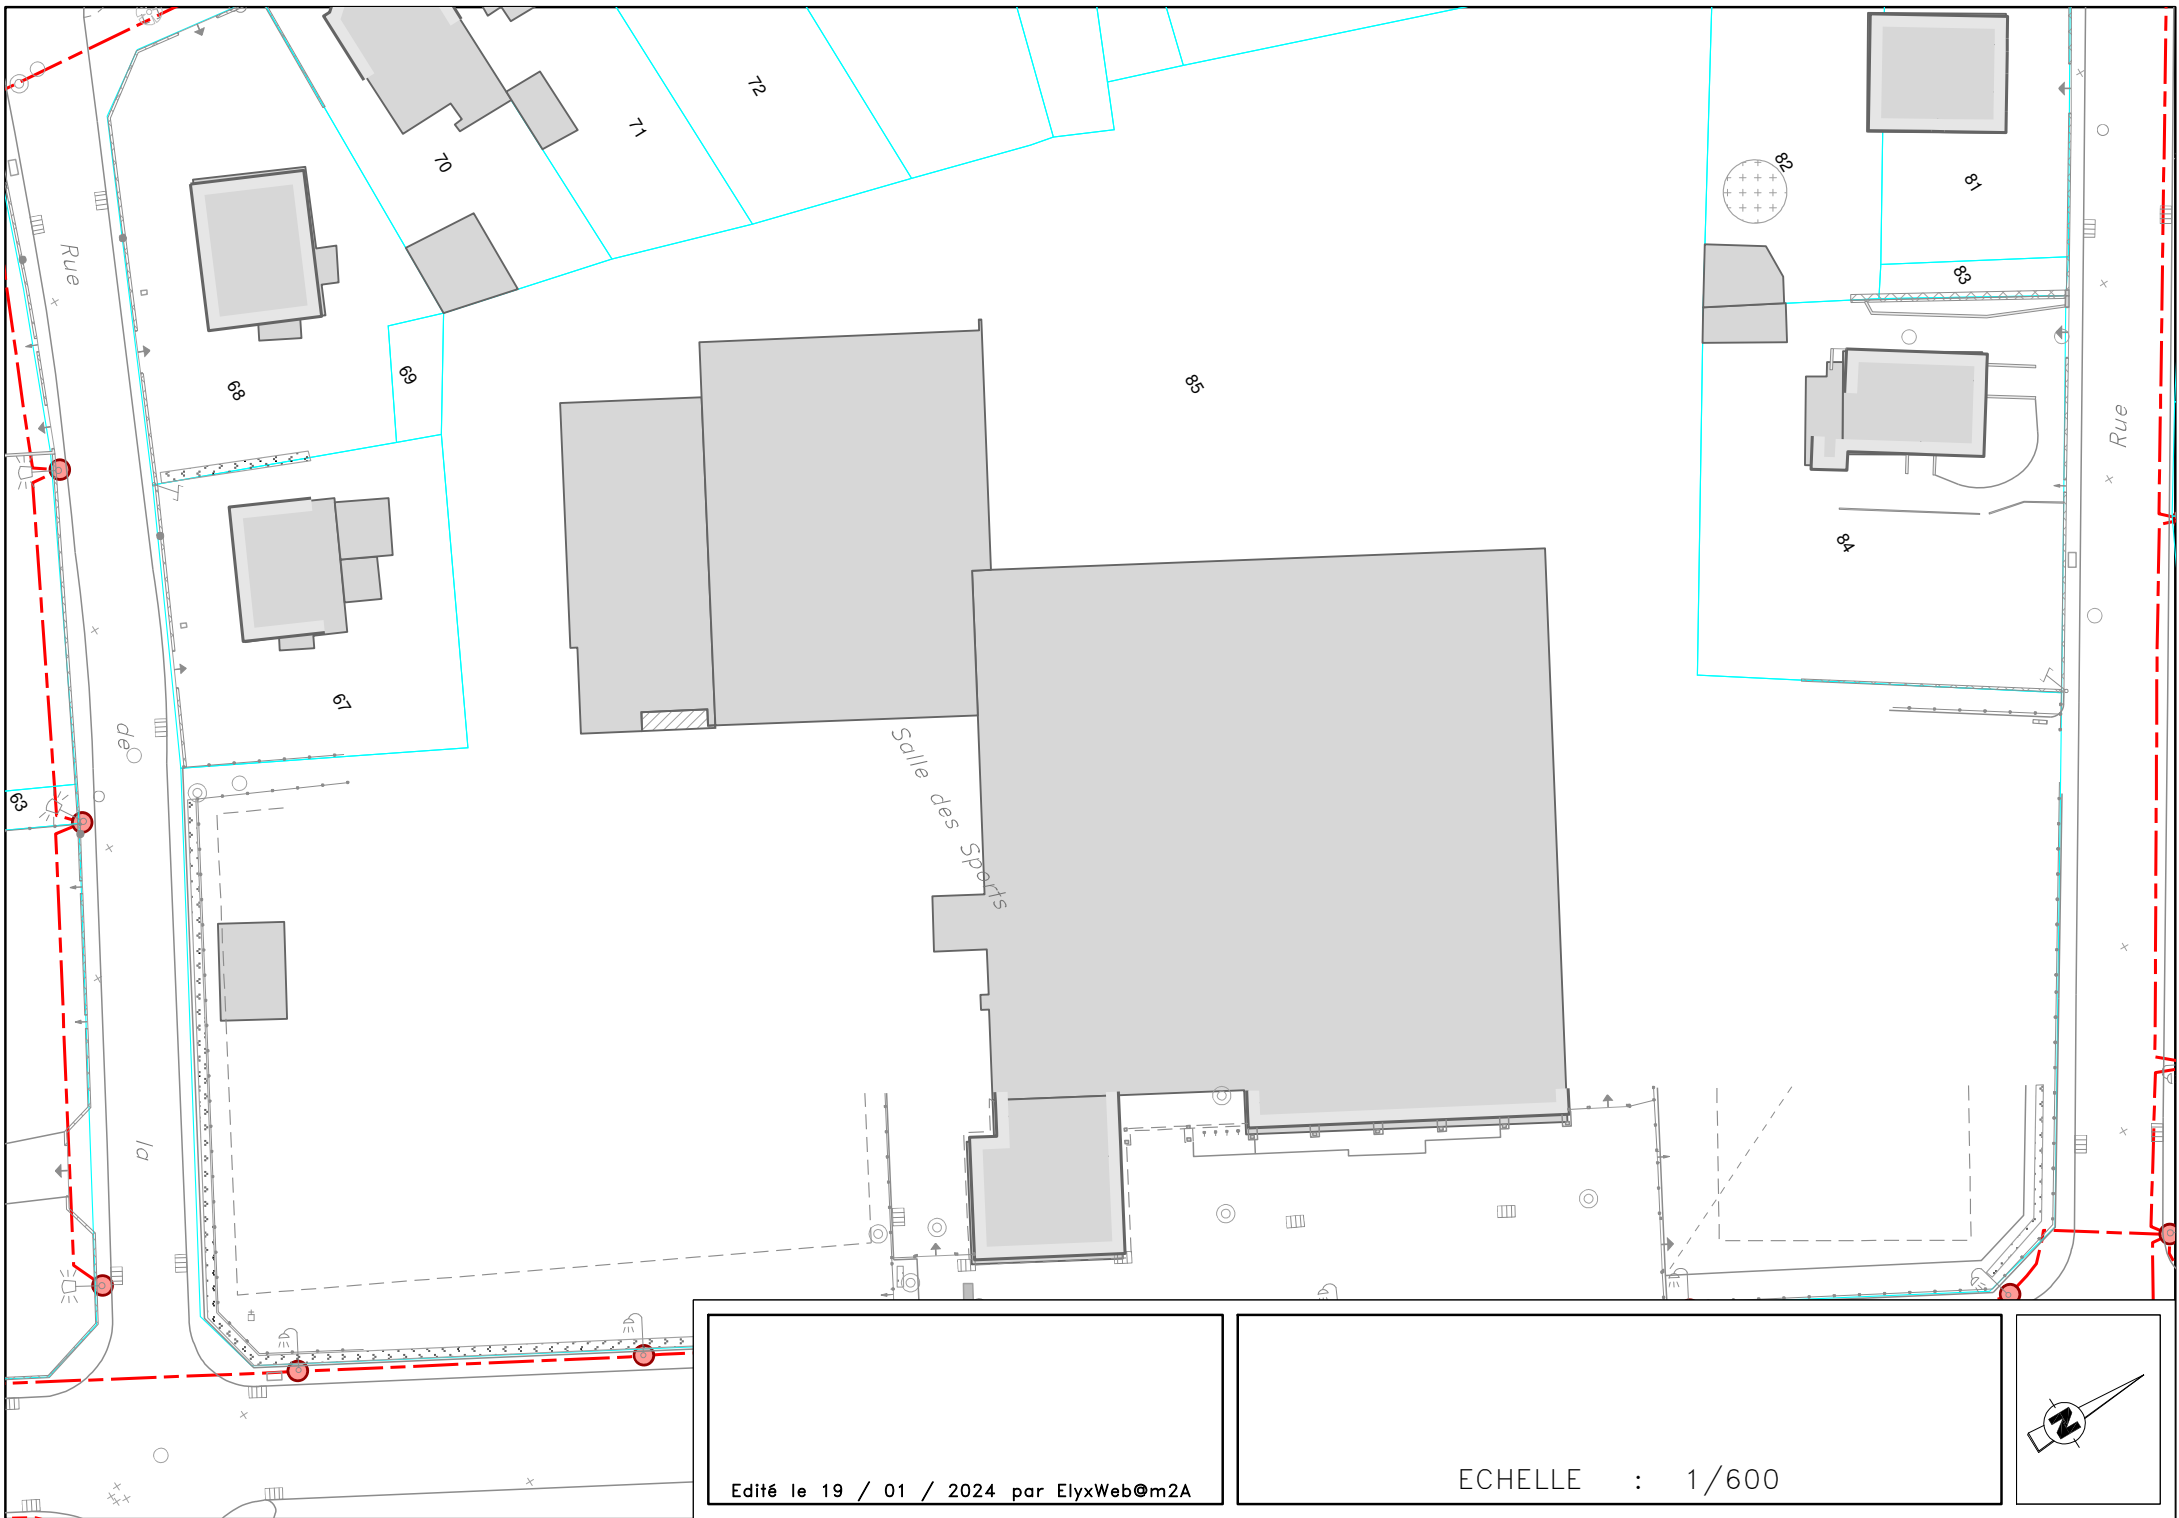 72
71
70
82
81
83
Rue
69
68
85
Rue
84
67
63
de
Salle des Sports
la
Edité le 19 / 01 / 2024 par ElyxWeb@m2A
ECHELLE : 1/600
N